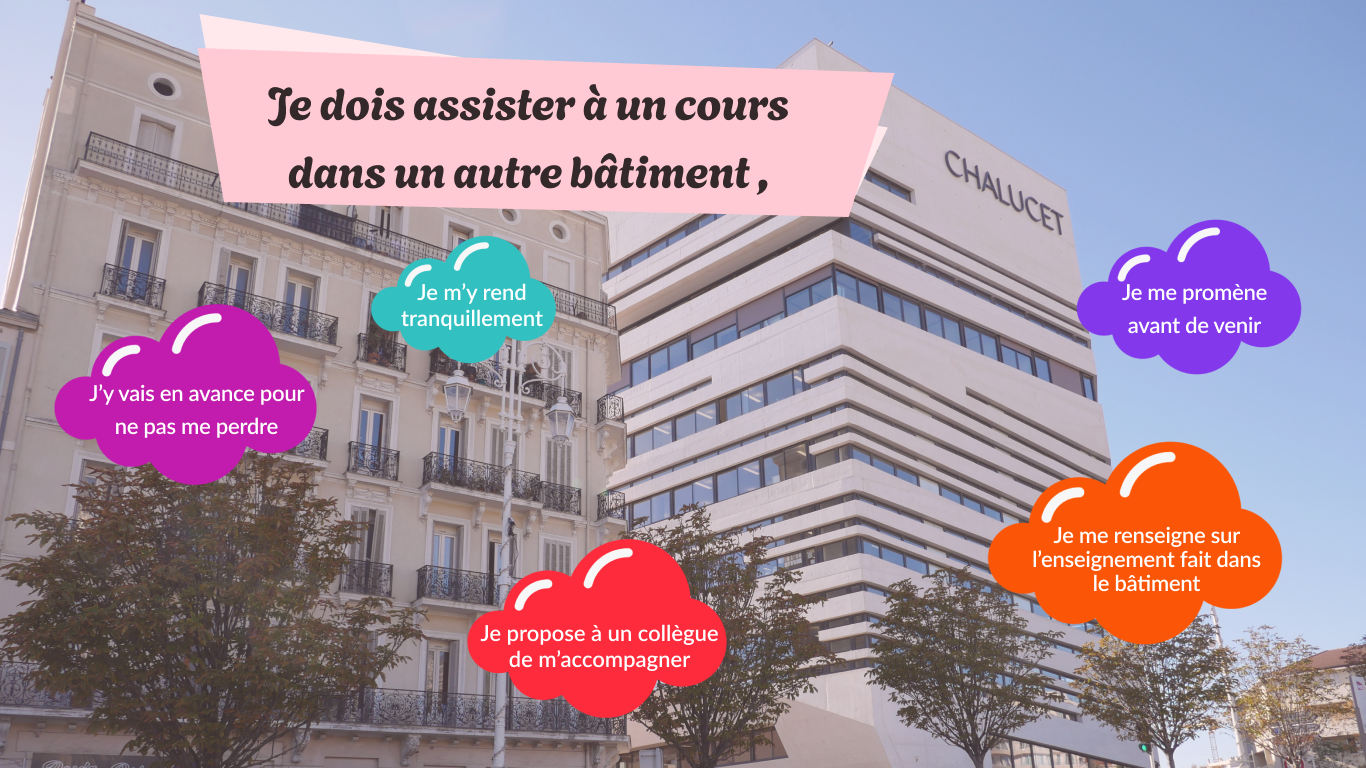 Je dois assister à un cours
dans un autre bâtiment ,
CHALUCET
Je m'y rend
tranquillement
Je me promène
avant de venir
J'y vais en avance pour
ne pas me perdre
Je me renseigne sur
l'enseignement fait dans
le bâtiment
Je propose à un collègue
de m'accompagner